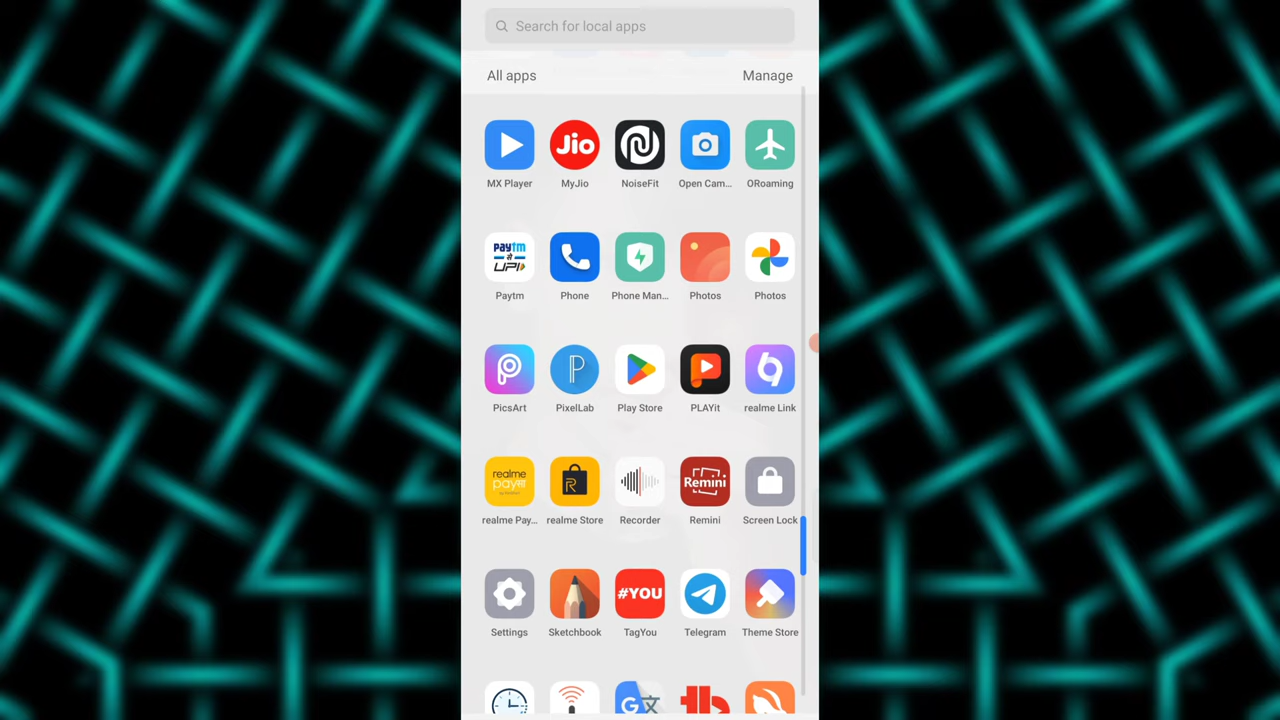 Search for local apps
All apps
Manage
Jio
MX Player
MyJio
NoiseFit
Open Cam...
ORoaming
paytm
UPI
Paytm
Phone
Phone Man...
Photos
Photos
PicsArt
PixelLab
Play Store
PLAYit
realme Link
realme
R
Remini
realme Pay...
realme Store
Recorder
Remini
Screen Lock
#YOU
Settings
Sketchbook
TagYou
Telegram
Theme Store
G文